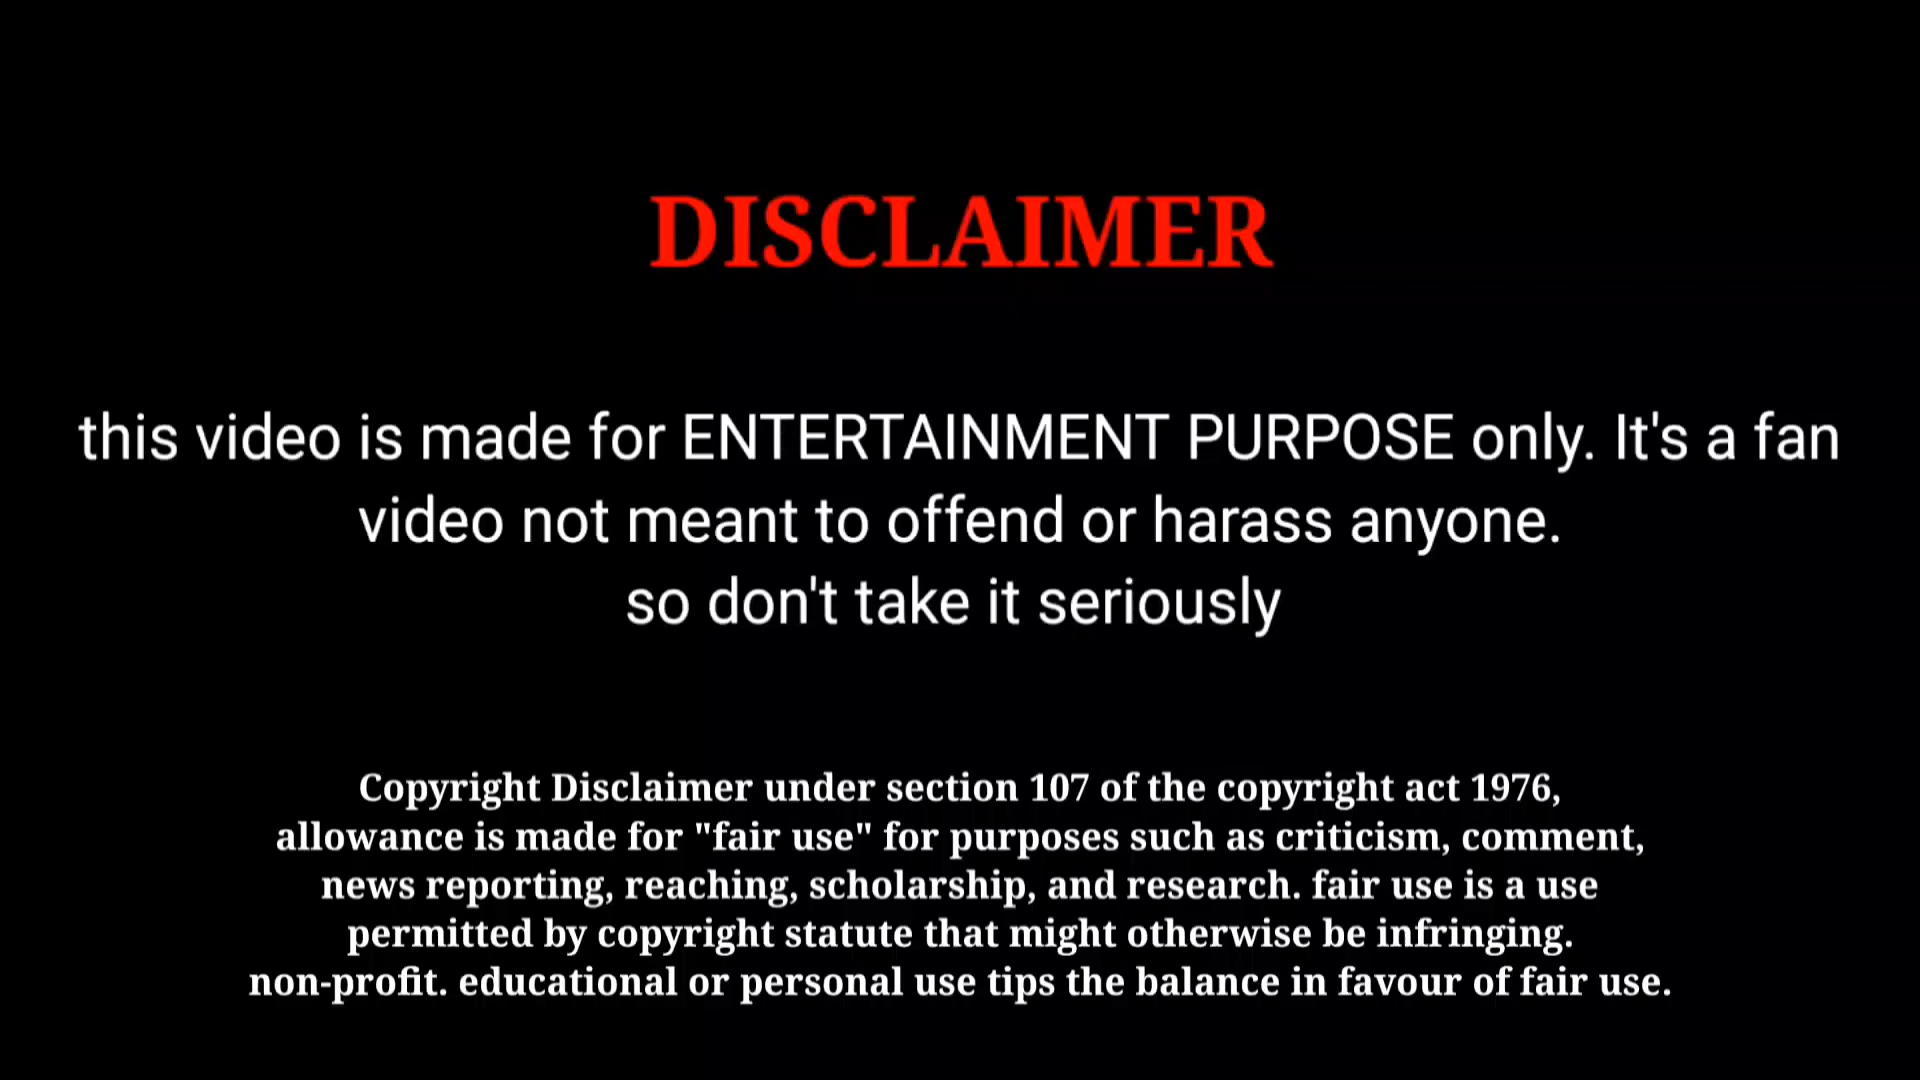 DISCLAIMER
this video is made for ENTERTAINMENT PURPOSE only. It's a fan
video not meant to offend or harass anyone.
so don't take it seriously
Copyright Disclaimer under section 107 of the copyright act 1976,
allowance is made for "fair use" for purposes such as criticism, comment,
news reporting, reaching, scholarship, and research. fair use is a use
permitted by copyright statute that might otherwise be infringing.
non-profit. educational or personal use tips the balance in favour of fair use.